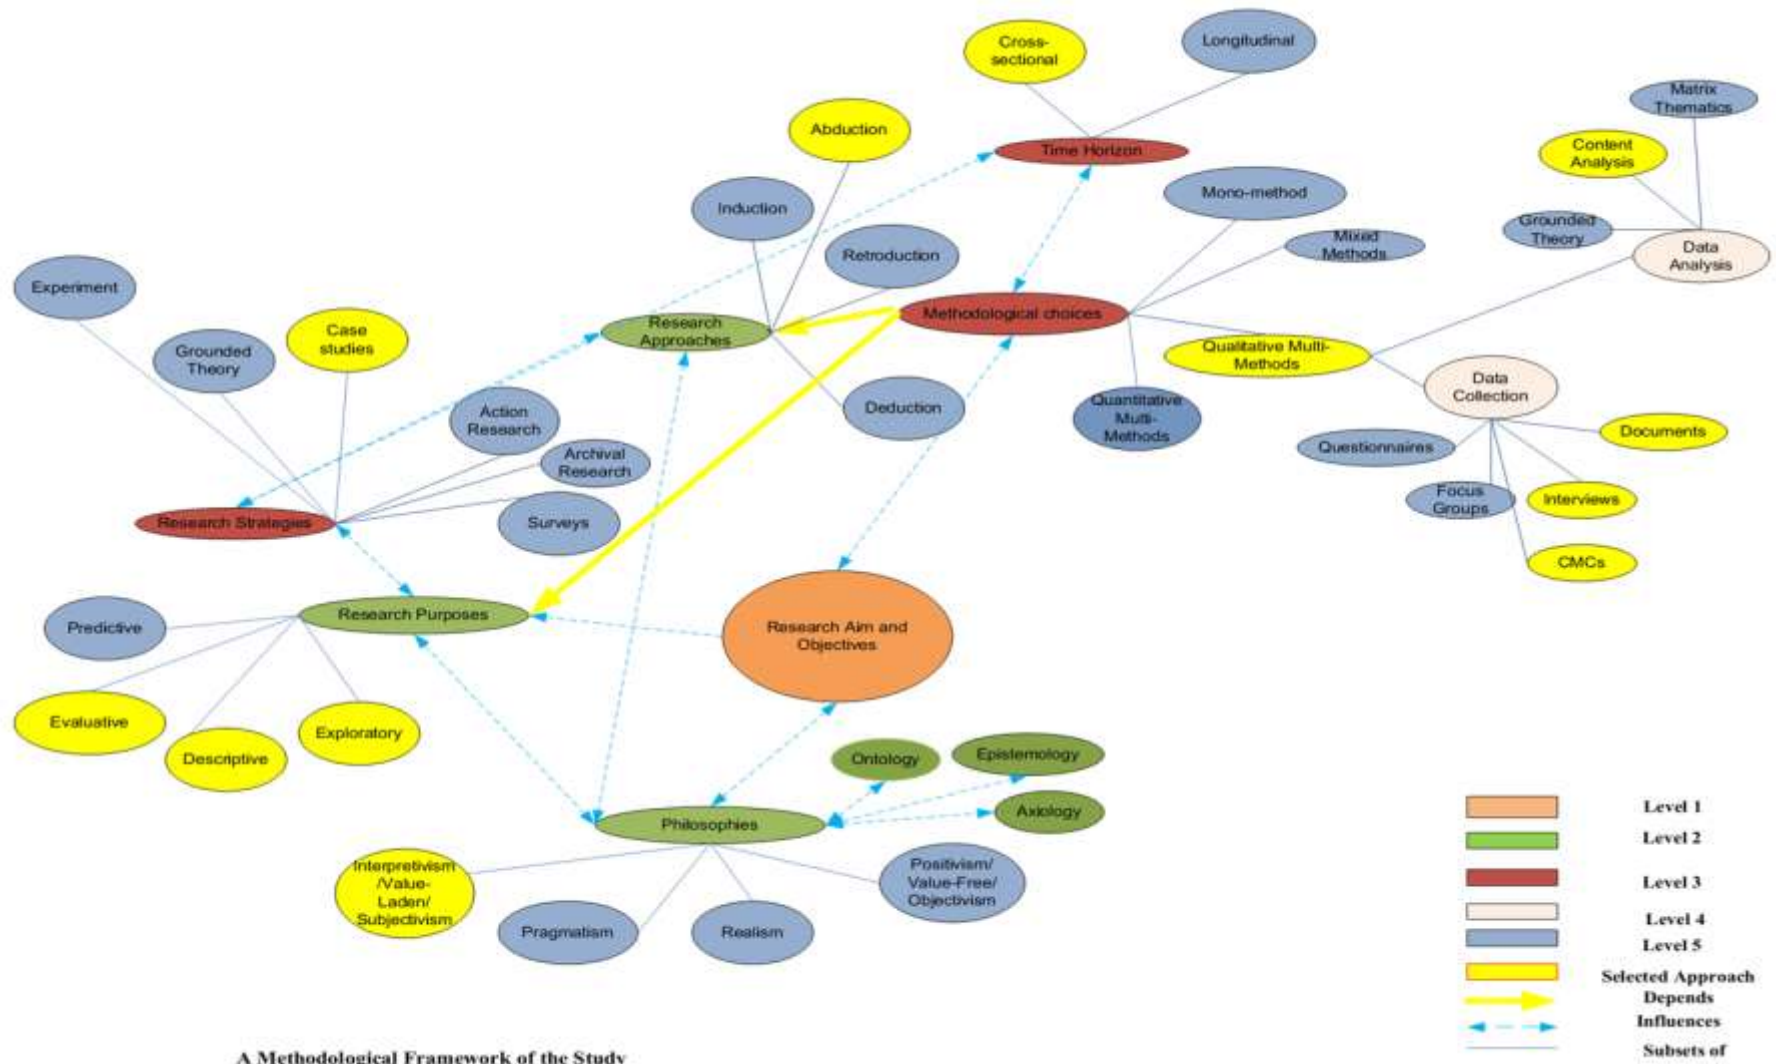 Cross-
sectional
Longitudinal
Matrix
Thematics
Abduction
Content
Analysis
Time Horizon
Induction
Mono-method
Grounded
Theory
Mixed
Methods
Data
Analysis
Retroduction
Experiment
Research
Approaches
Methodological choices
Case
studies
Grounded
Theory
Qualitative Multi-
Methods
Data
Collection
Action
Research
Deduction
Quantitative
Multi-
Methods
Documents
Questionnaires
Archival
Research
Focus
Groups
Interviews
Research Strategies
Surveys
CMCs
Predictive
Research Purposes
Research Aim and
Objectives
Evaluative
Descriptive
Exploratory
Ontology
Epistemology
Axiology
Philosophies
Interpretivism
/Value-
Laden/
Subjectivism
Pragmatism
Realism
Positivism/
Value-Free/
Objectivism
Level 1
Level 2
Level 3
Level 4
Level 5
Selected Approach
Depends
Influences
Subsets of
A Methodological Framework of the Study